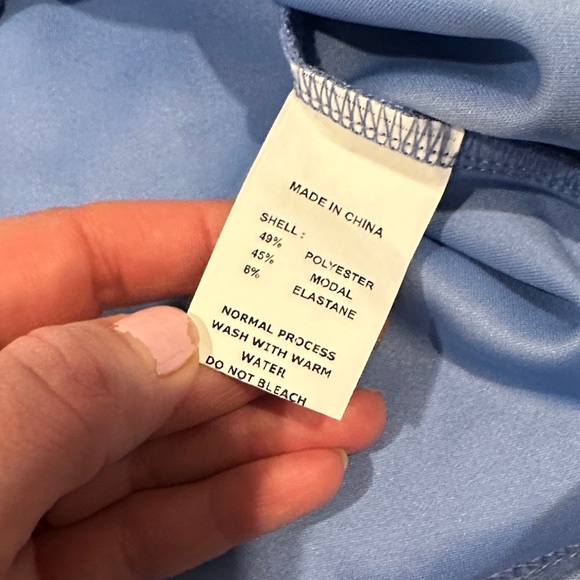 MADE IN CHINA
SHELL:
49% POLYESTER
45% MODAL
6% ELASTANE
NORMAL PROCESS
WASH WITH WARM
WATER
DO NOT BLEACH